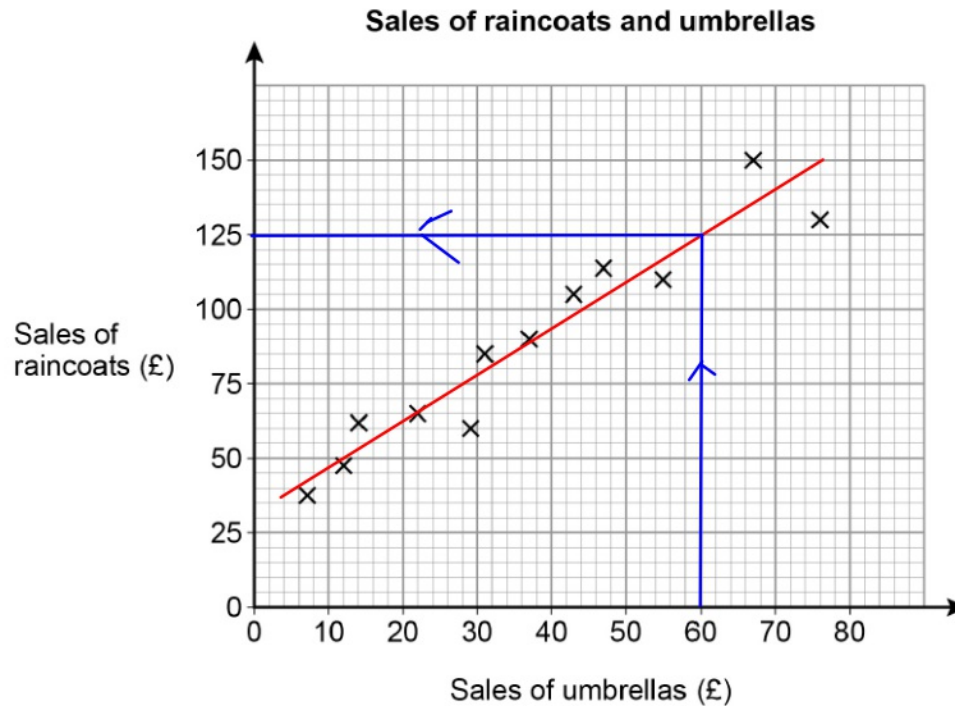 Sales of raincoats and umbrellas
150
125
100
Sales of
raincoats (£)
75
50
25
0
0 10 20 30 40 50 60 70 80
Sales of umbrellas (£)